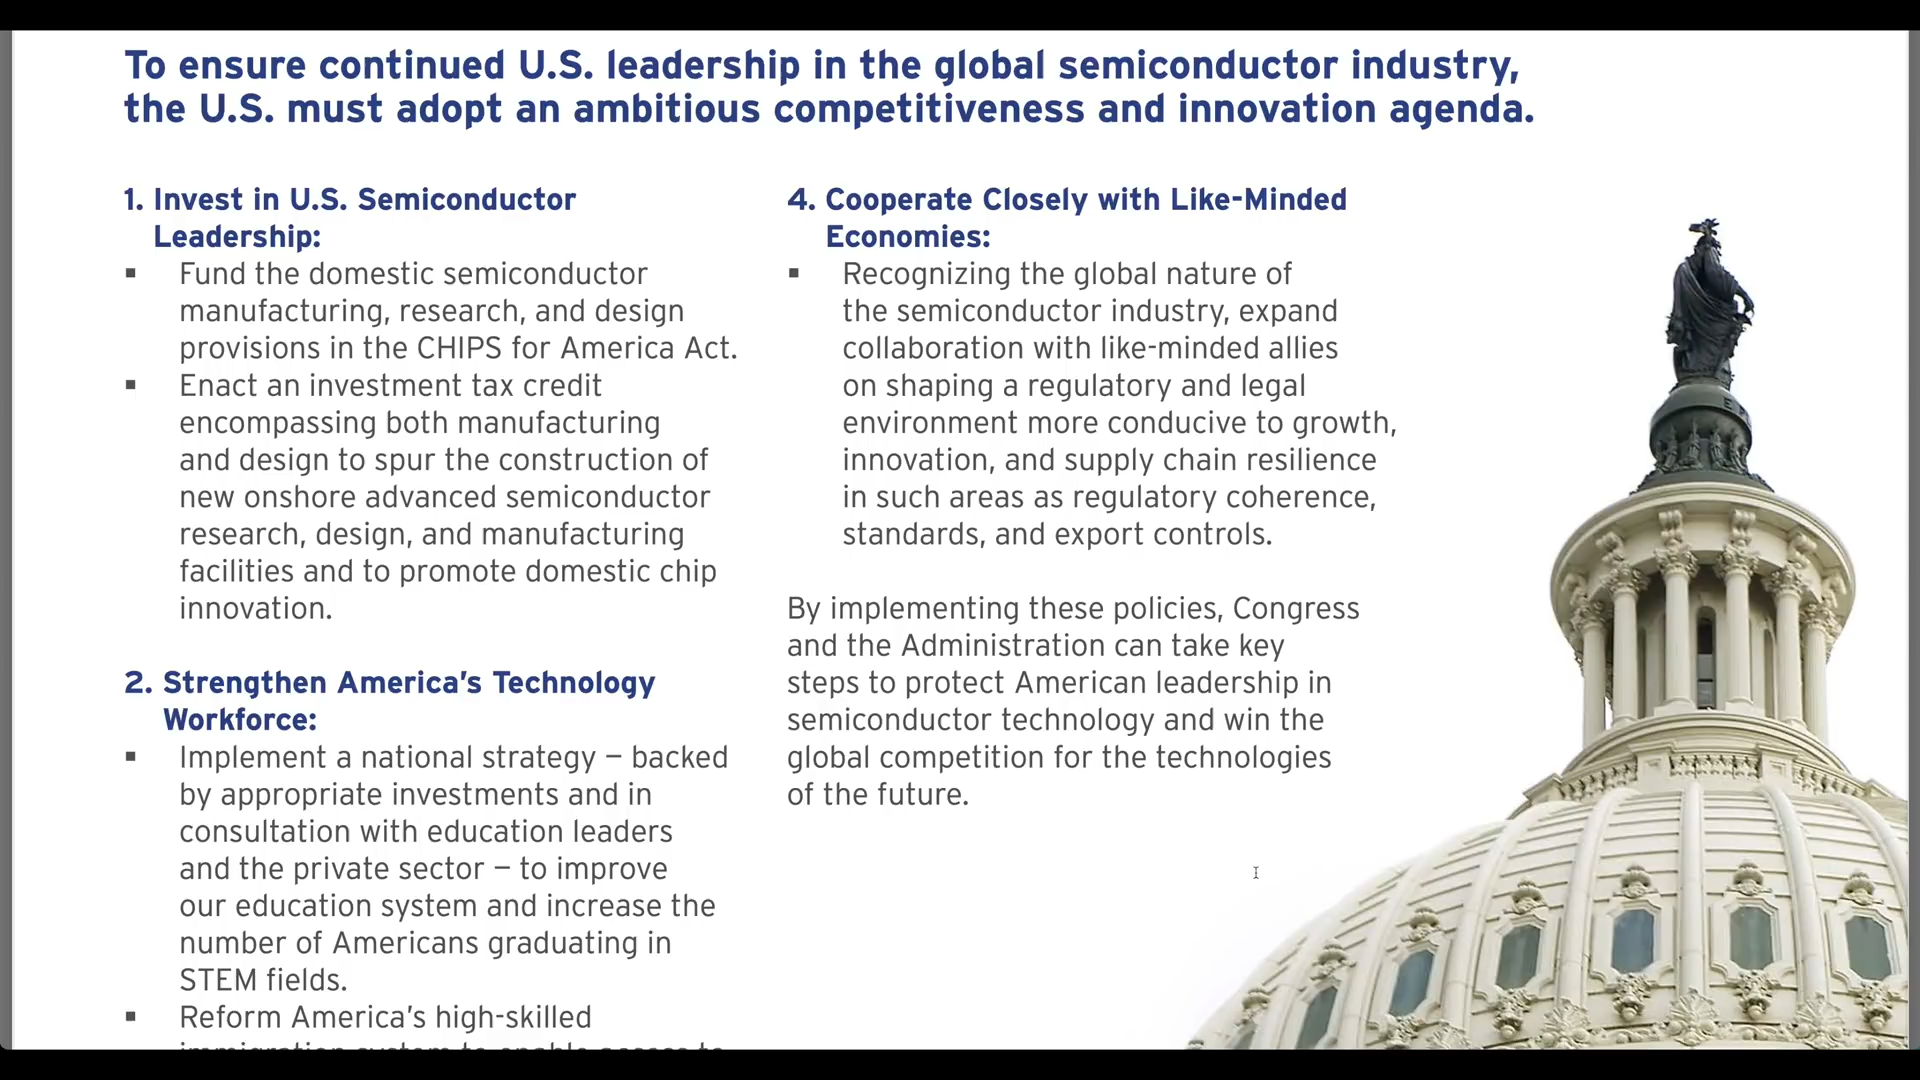 To ensure continued U.S. leadership in the global semiconductor industry,
the U.S. must adopt an ambitious competitiveness and innovation agenda.
1. Invest in U.S. Semiconductor
Leadership:
▪ Fund the domestic semiconductor
manufacturing, research, and design
provisions in the CHIPS for America Act.
▪ Enact an investment tax credit
encompassing both manufacturing
and design to spur the construction of
new onshore advanced semiconductor
research, design, and manufacturing
facilities and to promote domestic chip
innovation.
2. Strengthen America’s Technology
Workforce:
▪ Implement a national strategy – backed
by appropriate investments and in
consultation with education leaders
and the private sector – to improve
our education system and increase the
number of Americans graduating in
STEM fields.
▪ Reform America’s high-skilled
immigration system to enable access to
4. Cooperate Closely with Like-Minded
Economies:
▪ Recognizing the global nature of
the semiconductor industry, expand
collaboration with like-minded allies
on shaping a regulatory and legal
environment more conducive to growth,
innovation, and supply chain resilience
in such areas as regulatory coherence,
standards, and export controls.
By implementing these policies, Congress
and the Administration can take key
steps to protect American leadership in
semiconductor technology and win the
global competition for the technologies
of the future.